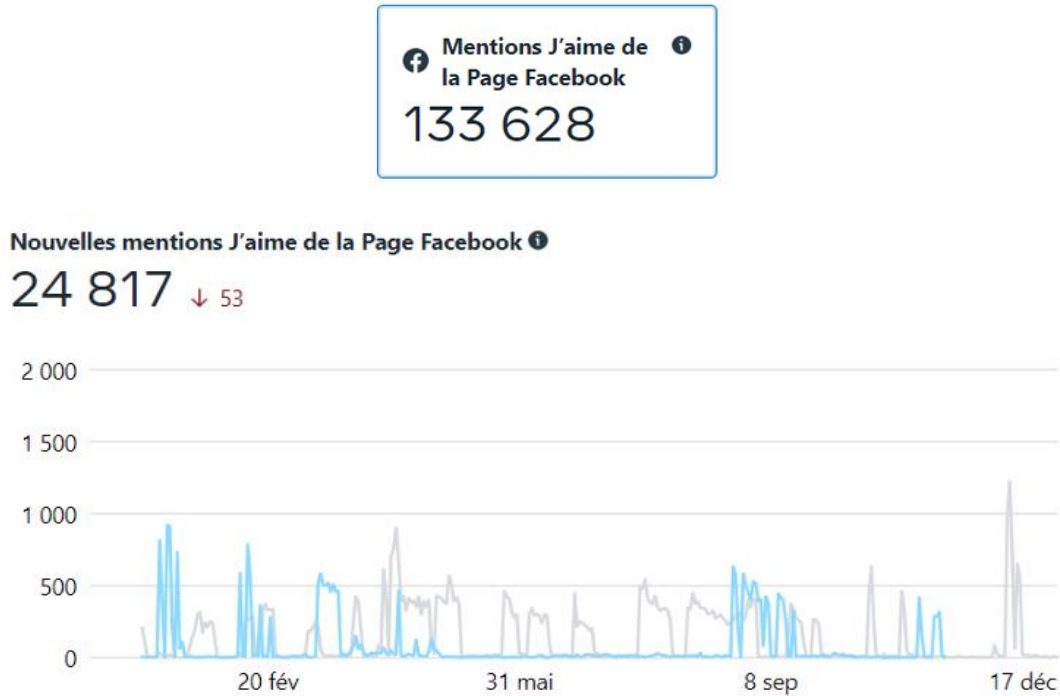 Mentions J’aime de
la Page Facebook
133 628
Nouvelles mentions J’aime de la Page Facebook
24 817 ↓ 53
2 000
1 500
1 000
500
0
20 fév 31 mai 8 sep 17 déc